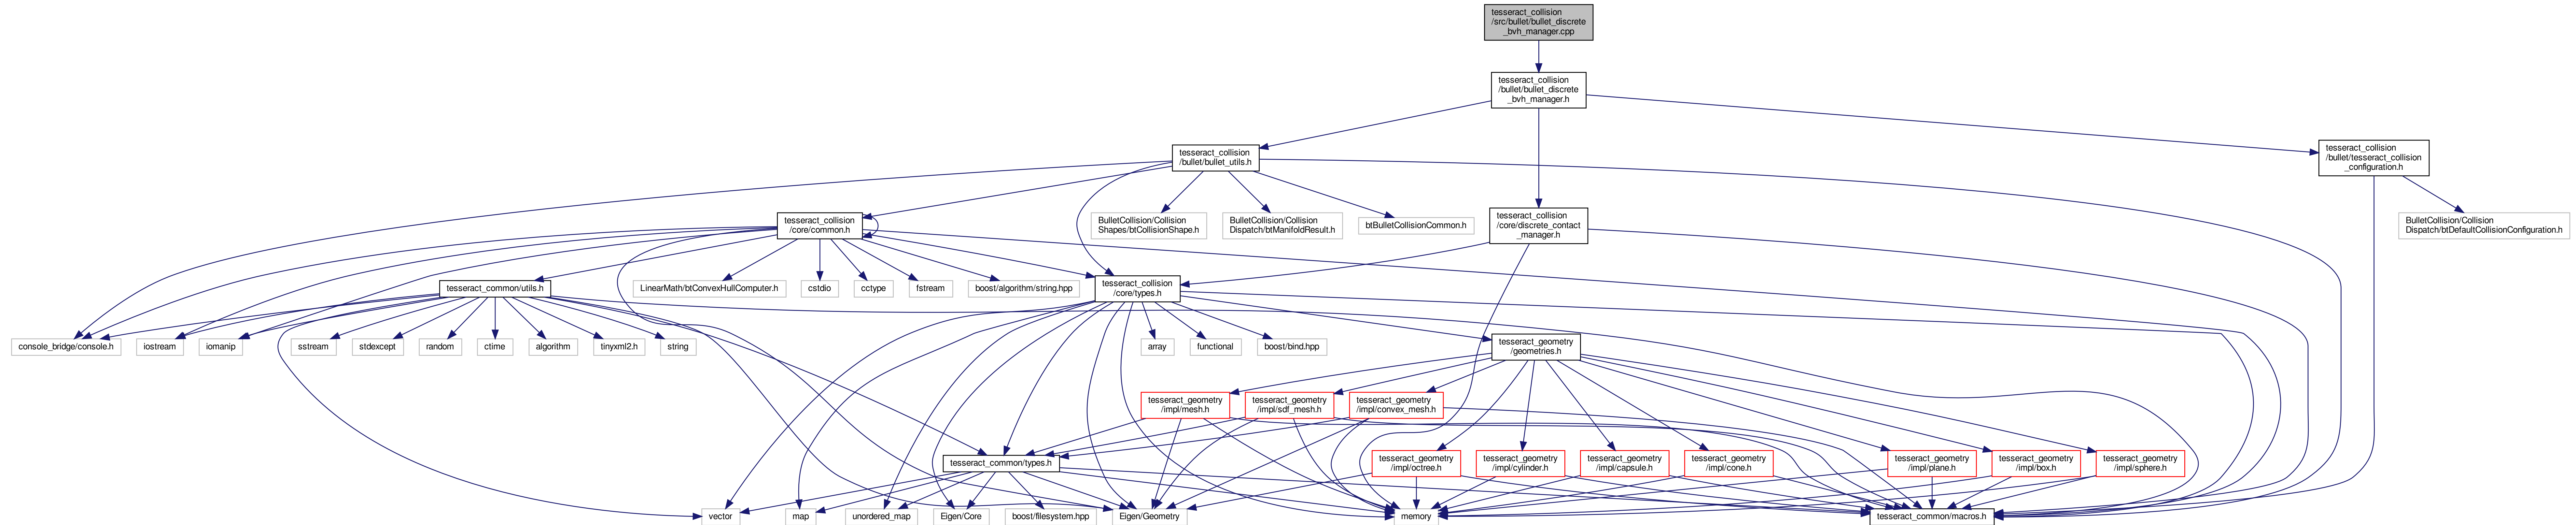 tesseract_collision
/src/bullet/bullet_discrete
_bvh_manager.cpp
tesseract_collision
/bullet/bullet_discrete
_bvh_manager.h
tesseract_collision
/bullet/bullet_utils.h
tesseract_collision
/bullet/tesseract_collision
_configuration.h
tesseract_collision
/core/common.h
BulletCollision/Collision
Shapes/btCollisionShape.h
BulletCollision/Collision
Dispatch/btManifoldResult.h
btBulletCollisionCommon.h
tesseract_collision
/core/discrete_contact
_manager.h
BulletCollision/Collision
Dispatch/btDefaultCollisionConfiguration.h
tesseract_common/utils.h
LinearMath/btConvexHullComputer.h
cstdio
cctype
fstream
boost/algorithm/string.hpp
tesseract_collision
/core/types.h
console_bridge/console.h
iostream
iomanip
sstream
stdexcept
random
ctime
algorithm
tinyxml2.h
string
array
functional
boost/bind.hpp
tesseract_geometry
/geometries.h
tesseract_geometry
/impl/mesh.h
tesseract_geometry
/impl/sdf_mesh.h
tesseract_geometry
/impl/convex_mesh.h
tesseract_common/types.h
tesseract_geometry
/impl/octree.h
tesseract_geometry
/impl/cylinder.h
tesseract_geometry
/impl/capsule.h
tesseract_geometry
/impl/cone.h
tesseract_geometry
/impl/plane.h
tesseract_geometry
/impl/box.h
tesseract_geometry
/impl/sphere.h
vector
map
unordered_map
Eigen/Core
boost/filesystem.hpp
Eigen/Geometry
memory
tesseract_common/macros.h